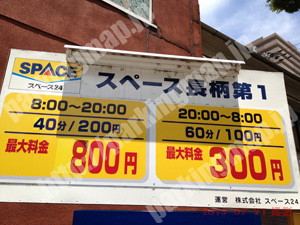 SPACE
スペース24
スペース長柄第1
8:00～20:00
40分/200円
最大料金 800円
20:00～8:00
60分/100円
最大料金 300円
運営 株式会社 スペース24